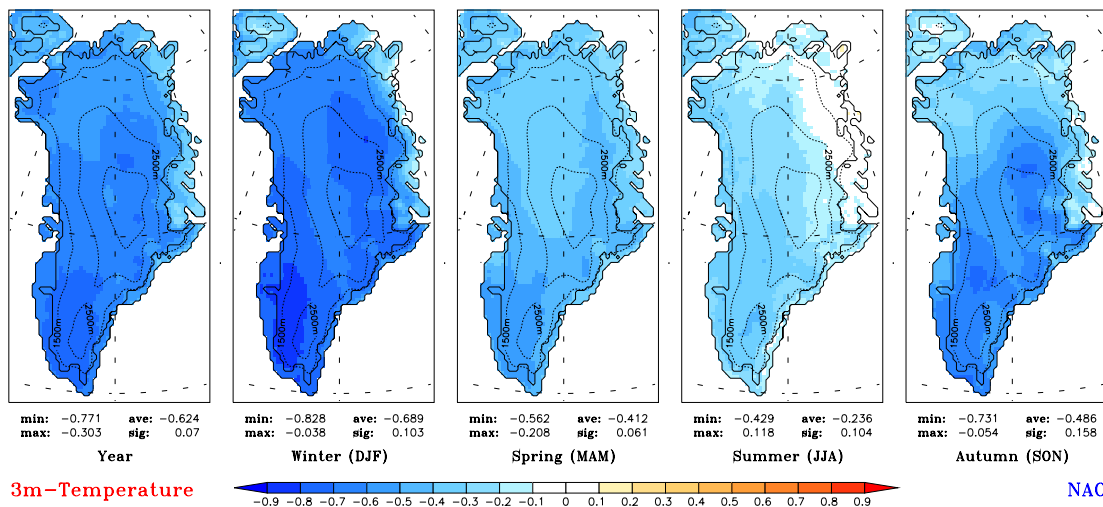 2500m 2500m 2500m 2500m 2500m
1500m 2500m 1500m 2500m 1500m 2500m 1500m 2500m 1500m 2500m
min: −0.771 ave: −0.624 min: −0.828 ave: −0.689 min: −0.562 ave: −0.412 min: −0.429 ave: −0.236 min: −0.731 ave: −0.486
max: −0.303 sig: 0.07 max: −0.038 sig: 0.103 max: −0.208 sig: 0.061 max: 0.118 sig: 0.104 max: −0.054 sig: 0.158
Year Winter (DJF) Spring (MAM) Summer (JJA) Autumn (SON)
3m−Temperature NAO
−0.9 −0.8 −0.7 −0.6 −0.5 −0.4 −0.3 −0.2 −0.1 0 0.1 0.2 0.3 0.4 0.5 0.6 0.7 0.8 0.9